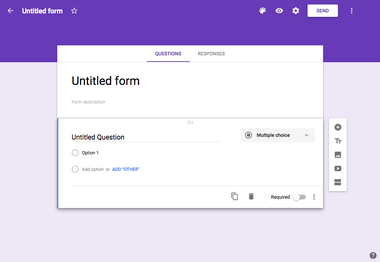 Untitled form
SEND
QUESTIONS
RESPONSES
Untitled form
Form description
Untitled Question
Multiple choice
Option 1
Add option or ADD "OTHER"
Required